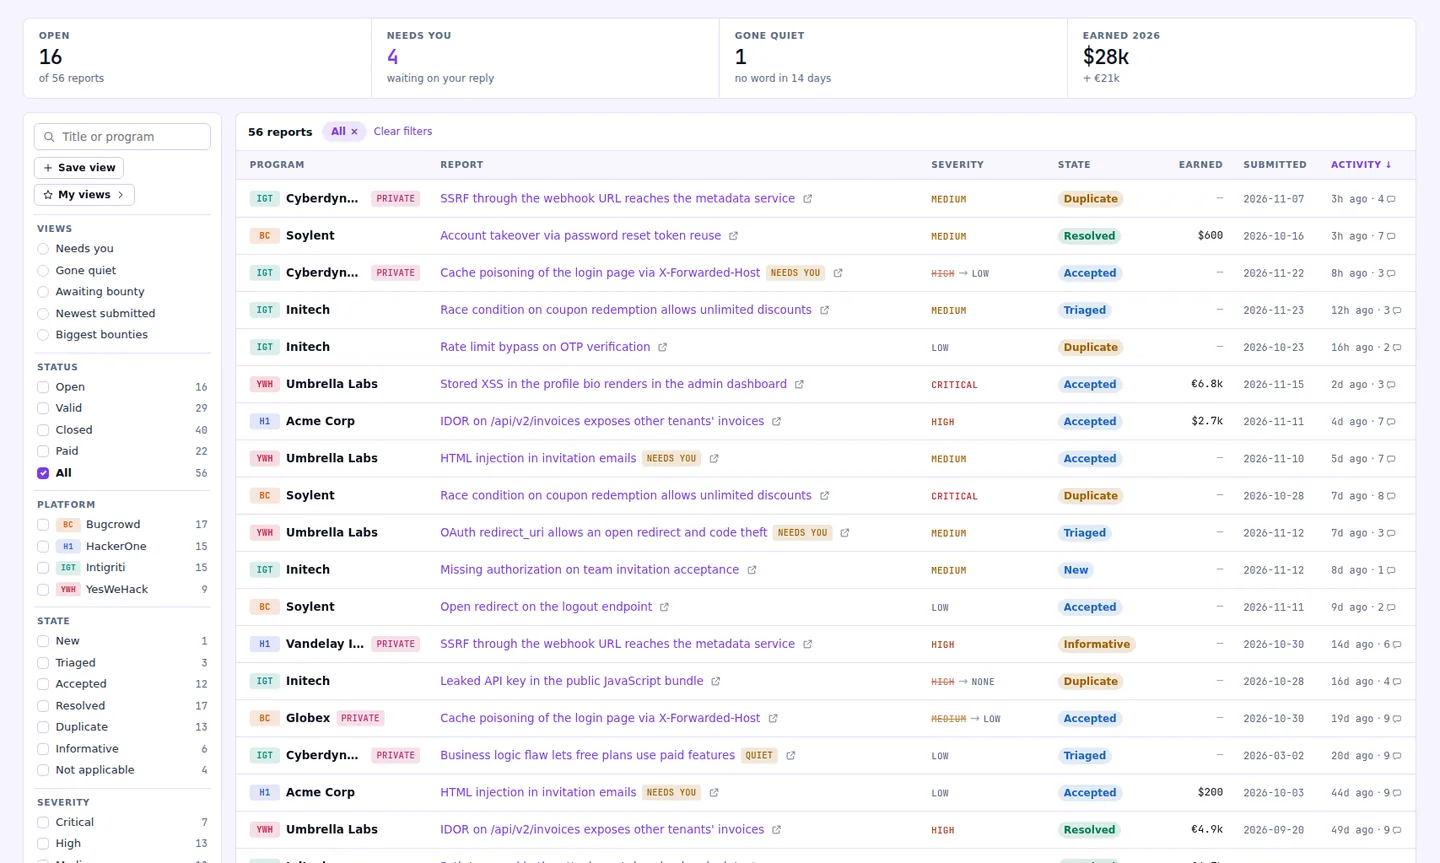 OPEN
16
of 56 reports
NEEDS YOU
4
waiting on your reply
GONE QUIET
1
no word in 14 days
EARNED 2026
$28k
+ €21k
Title or program
+ Save view
My views
VIEWS
Needs you
Gone quiet
Awaiting bounty
Newest submitted
Biggest bounties
STATUS
Open 16
Valid 29
Closed 40
Paid 22
All 56
PLATFORM
BC Bugcrowd 17
H1 HackerOne 15
IGT Intigriti 15
YWH YesWeHack 9
STATE
New 1
Triaged 3
Accepted 12
Resolved 17
Duplicate 13
Informative 6
Not applicable 4
SEVERITY
Critical 7
High 13
56 reports All × Clear filters
PROGRAM REPORT SEVERITY STATE EARNED SUBMITTED ACTIVITY ↓
IGT Cyberdyn… PRIVATE SSRF through the webhook URL reaches the metadata service MEDIUM Duplicate — 2026-11-07 3h ago · 4
BC Soylent Account takeover via password reset token reuse MEDIUM Resolved $600 2026-10-16 3h ago · 7
IGT Cyberdyn… PRIVATE Cache poisoning of the login page via X-Forwarded-Host NEEDS YOU HIGH → LOW Accepted — 2026-11-22 8h ago · 3
IGT Initech Race condition on coupon redemption allows unlimited discounts MEDIUM Triaged — 2026-11-23 12h ago · 3
IGT Initech Rate limit bypass on OTP verification LOW Duplicate — 2026-10-23 16h ago · 2
YWH Umbrella Labs Stored XSS in the profile bio renders in the admin dashboard CRITICAL Accepted €6.8k 2026-11-15 2d ago · 3
H1 Acme Corp IDOR on /api/v2/invoices exposes other tenants' invoices HIGH Accepted $2.7k 2026-11-11 4d ago · 7
YWH Umbrella Labs HTML injection in invitation emails NEEDS YOU MEDIUM Accepted — 2026-11-10 5d ago · 7
BC Soylent Race condition on coupon redemption allows unlimited discounts CRITICAL Duplicate — 2026-10-28 7d ago · 8
YWH Umbrella Labs OAuth redirect_uri allows an open redirect and code theft NEEDS YOU MEDIUM Triaged — 2026-11-12 7d ago · 3
IGT Initech Missing authorization on team invitation acceptance MEDIUM New — 2026-11-12 8d ago · 1
BC Soylent Open redirect on the logout endpoint LOW Accepted — 2026-11-11 9d ago · 2
H1 Vandelay I… PRIVATE SSRF through the webhook URL reaches the metadata service HIGH Informative — 2026-10-30 14d ago · 6
IGT Initech Leaked API key in the public JavaScript bundle HIGH → NONE Duplicate — 2026-10-28 16d ago · 4
BC Globex PRIVATE Cache poisoning of the login page via X-Forwarded-Host MEDIUM → LOW Accepted — 2026-10-30 19d ago · 9
IGT Cyberdyn… PRIVATE Business logic flaw lets free plans use paid features QUIET LOW Triaged — 2026-03-02 20d ago · 9
H1 Acme Corp HTML injection in invitation emails NEEDS YOU LOW Accepted $200 2026-10-03 44d ago · 9
YWH Umbrella Labs IDOR on /api/v2/invoices exposes other tenants' invoices HIGH Resolved €4.9k 2026-09-20 49d ago · 9